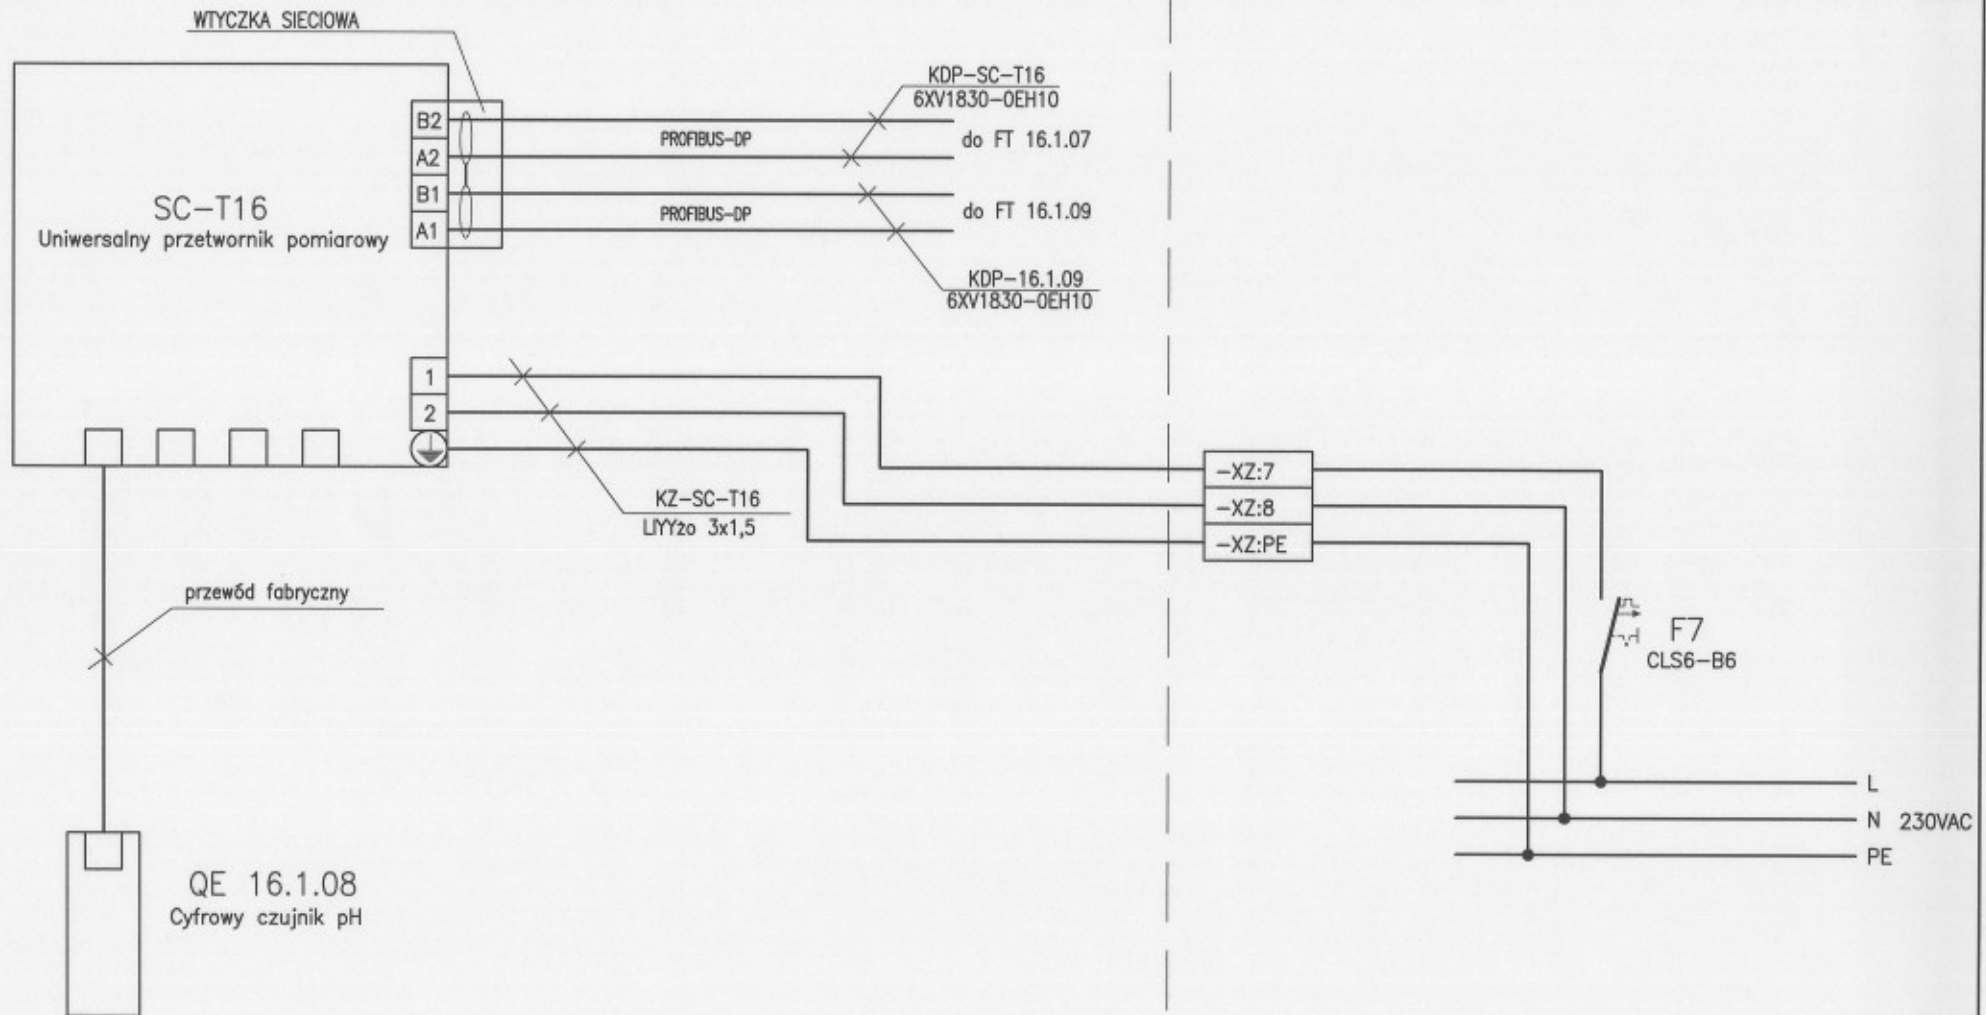 WTYCZKA SIECIOWA
KDP-SC-T16
6XV1830-0EH10
B2
PROFIBUS-DP
do FT 16.1.07
A2
B1
SC-T16
PROFIBUS-DP
do FT 16.1.09
A1
Uniwersalny przetwornik pomiarowy
KDP-16.1.09
6XV1830-0EH10
1
2
-XZ:7
KZ-SC-T16
-XZ:8
LIYYżo 3x1,5
-XZ:PE
przewód fabryczny
F7
CLS6-B6
L
N 230VAC
PE
QE 16.1.08
Cyfrowy czujnik pH